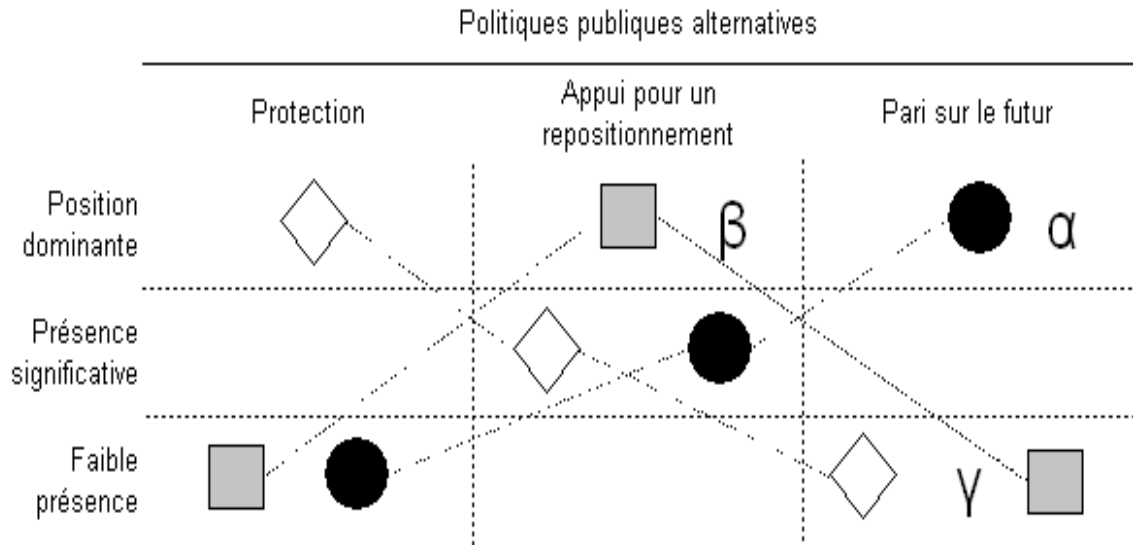 Politiques publiques alternatives
Protection
Appui pour un
repositionnement
Pari sur le futur
Position
dominante
β
α
Présence
significative
Faible
présence
γ